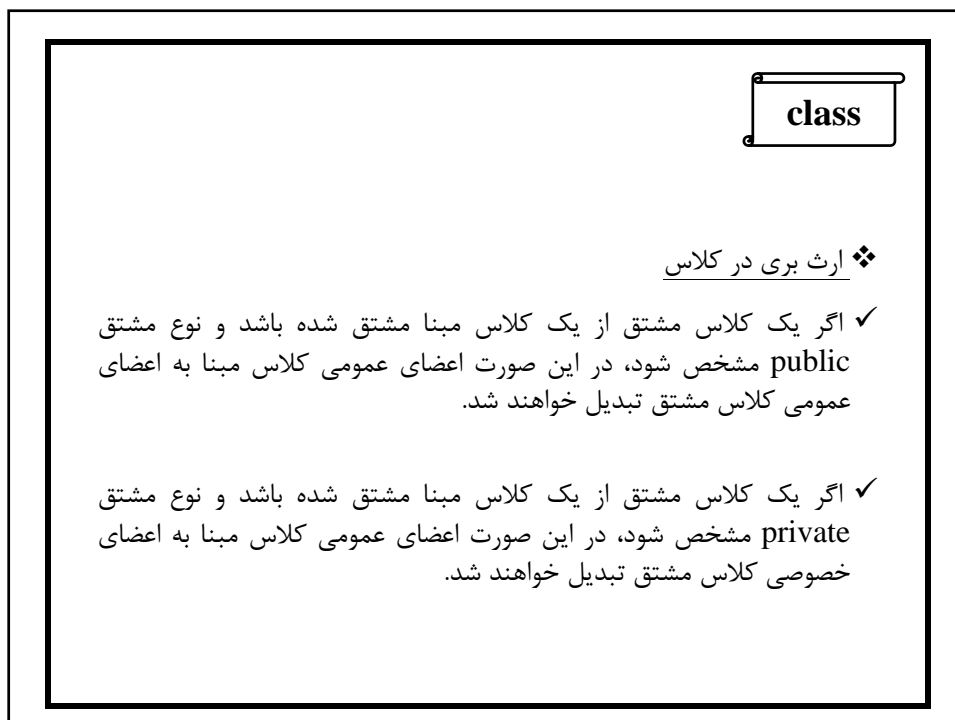 class
❖ ارث بری در کلاس
✓ اگر یک کلاس مشتق از یک کلاس مبنا مشتق شده باشد و نوع مشتق
public مشخص شود، در این صورت اعضای عمومی کلاس مبنا به اعضای
عمومی کلاس مشتق تبدیل خواهند شد.
✓ اگر یک کلاس مشتق از یک کلاس مبنا مشتق شده باشد و نوع مشتق
private مشخص شود، در این صورت اعضای عمومی کلاس مبنا به اعضای
خصوصی کلاس مشتق تبدیل خواهند شد.